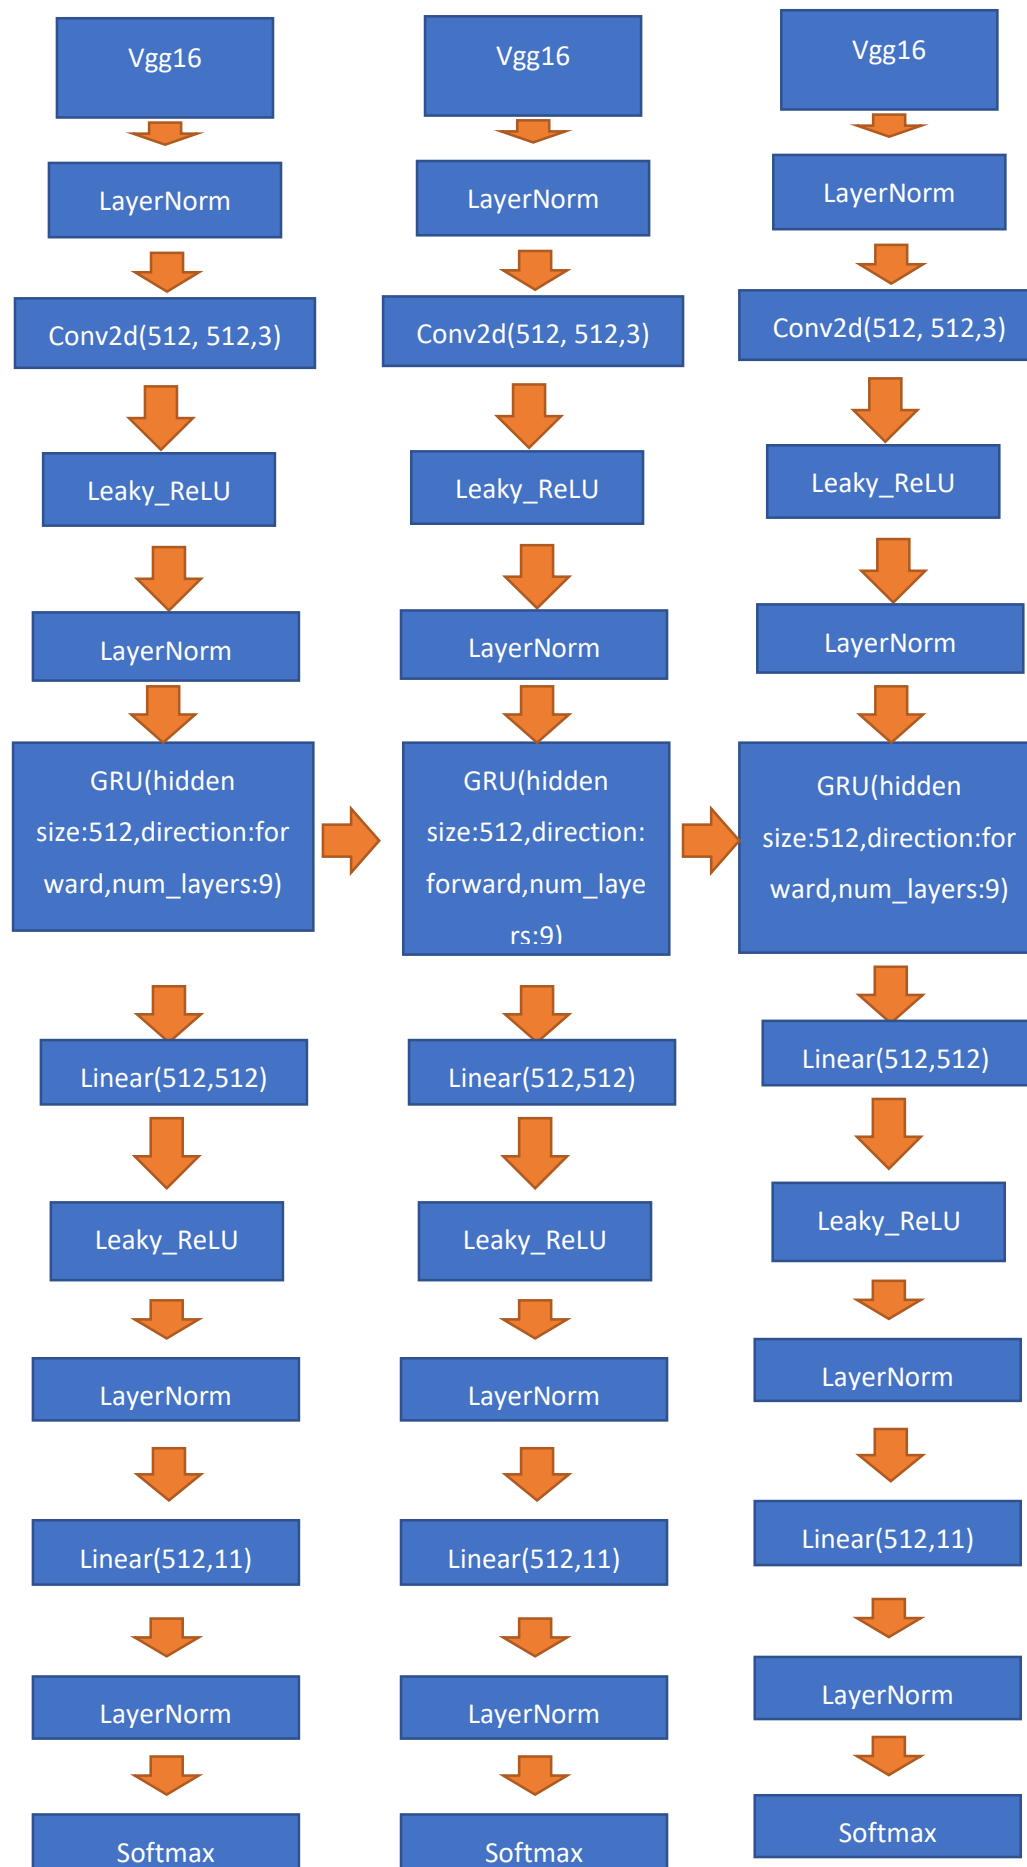 Vgg16
LayerNorm
Conv2d(512, 512,3)
Leaky_ReLU
LayerNorm
GRU(hidden
size:512,direction:for
ward,num_layers:9)
Linear(512,512)
Leaky_ReLU
LayerNorm
Linear(512,11)
LayerNorm
Softmax
Vgg16
LayerNorm
Conv2d(512, 512,3)
Leaky_ReLU
LayerNorm
GRU(hidden
size:512,direction:
forward,num_laye
rs:9)
Linear(512,512)
Leaky_ReLU
LayerNorm
Linear(512,11)
LayerNorm
Softmax
Vgg16
LayerNorm
Conv2d(512, 512,3)
Leaky_ReLU
LayerNorm
GRU(hidden
size:512,direction:for
ward,num_layers:9)
Linear(512,512)
Leaky_ReLU
LayerNorm
Linear(512,11)
LayerNorm
Softmax